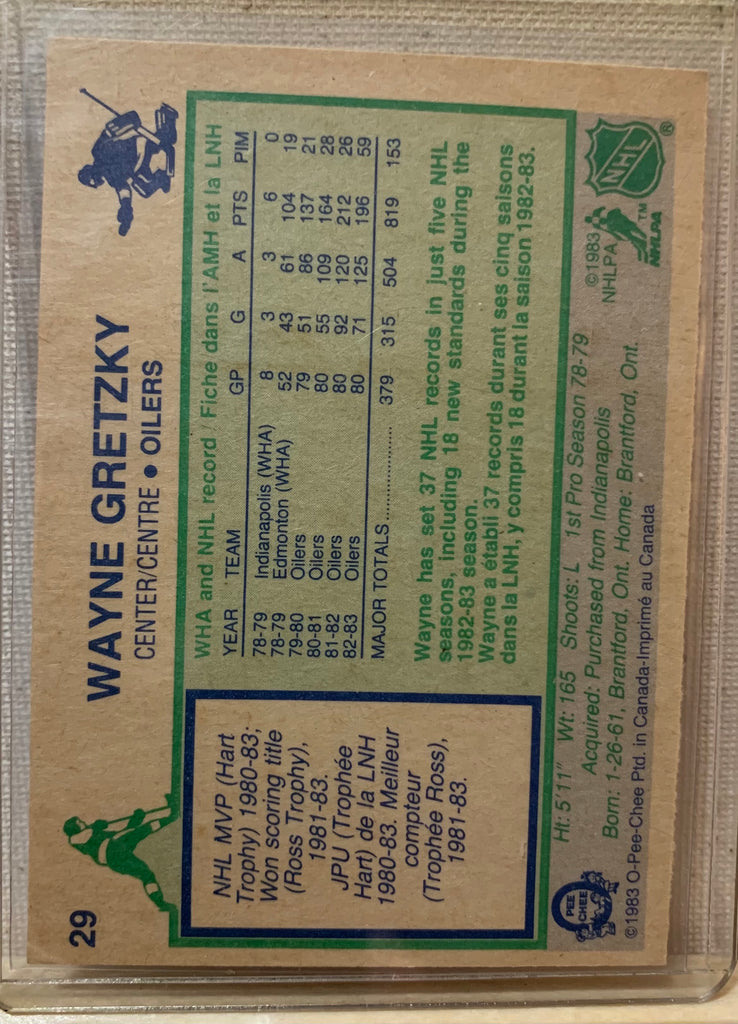 29
WAYNE GRETZKY
CENTER/CENTRE • OILERS
NHL MVP (Hart
Trophy) 1980-83;
Won scoring title
(Ross Trophy),
1981-83.
JPU (Trophée
Hart) de la LNH
1980-83. Meilleur
compteur
(Trophée Ross),
1981-83.
WHA and NHL record / Fiche dans l'AMH et la LNH
YEAR TEAM GP G A PTS PIM
78-79 Indianapolis (WHA) 8 3 3 6 0
78-79 Edmonton (WHA) 52 43 61 104 19
79-80 Oilers 79 51 86 137 21
80-81 Oilers 80 55 109 164 28
81-82 Oilers 80 92 120 212 26
82-83 Oilers 80 71 125 196 59
MAJOR TOTALS .................... 379 315 504 819 153
Wayne has set 37 NHL records in just five NHL
seasons, including 18 new standards during the
1982-83 season.
Wayne a établi 37 records durant ses cinq saisons
dans la LNH, y compris 18 durant la saison 1982-83.
PEE
CHEE
Ht: 5'11" Wt: 165 Shoots: L 1st Pro Season 78-79
Acquired: Purchased from Indianapolis
Born: 1-26-61, Brantford, Ont. Home: Brantford, Ont.
©1983 O-Pee-Chee Ptd. in Canada-Imprimé au Canada
©1983
NHLPA
TM
NHLPA
NHL
®